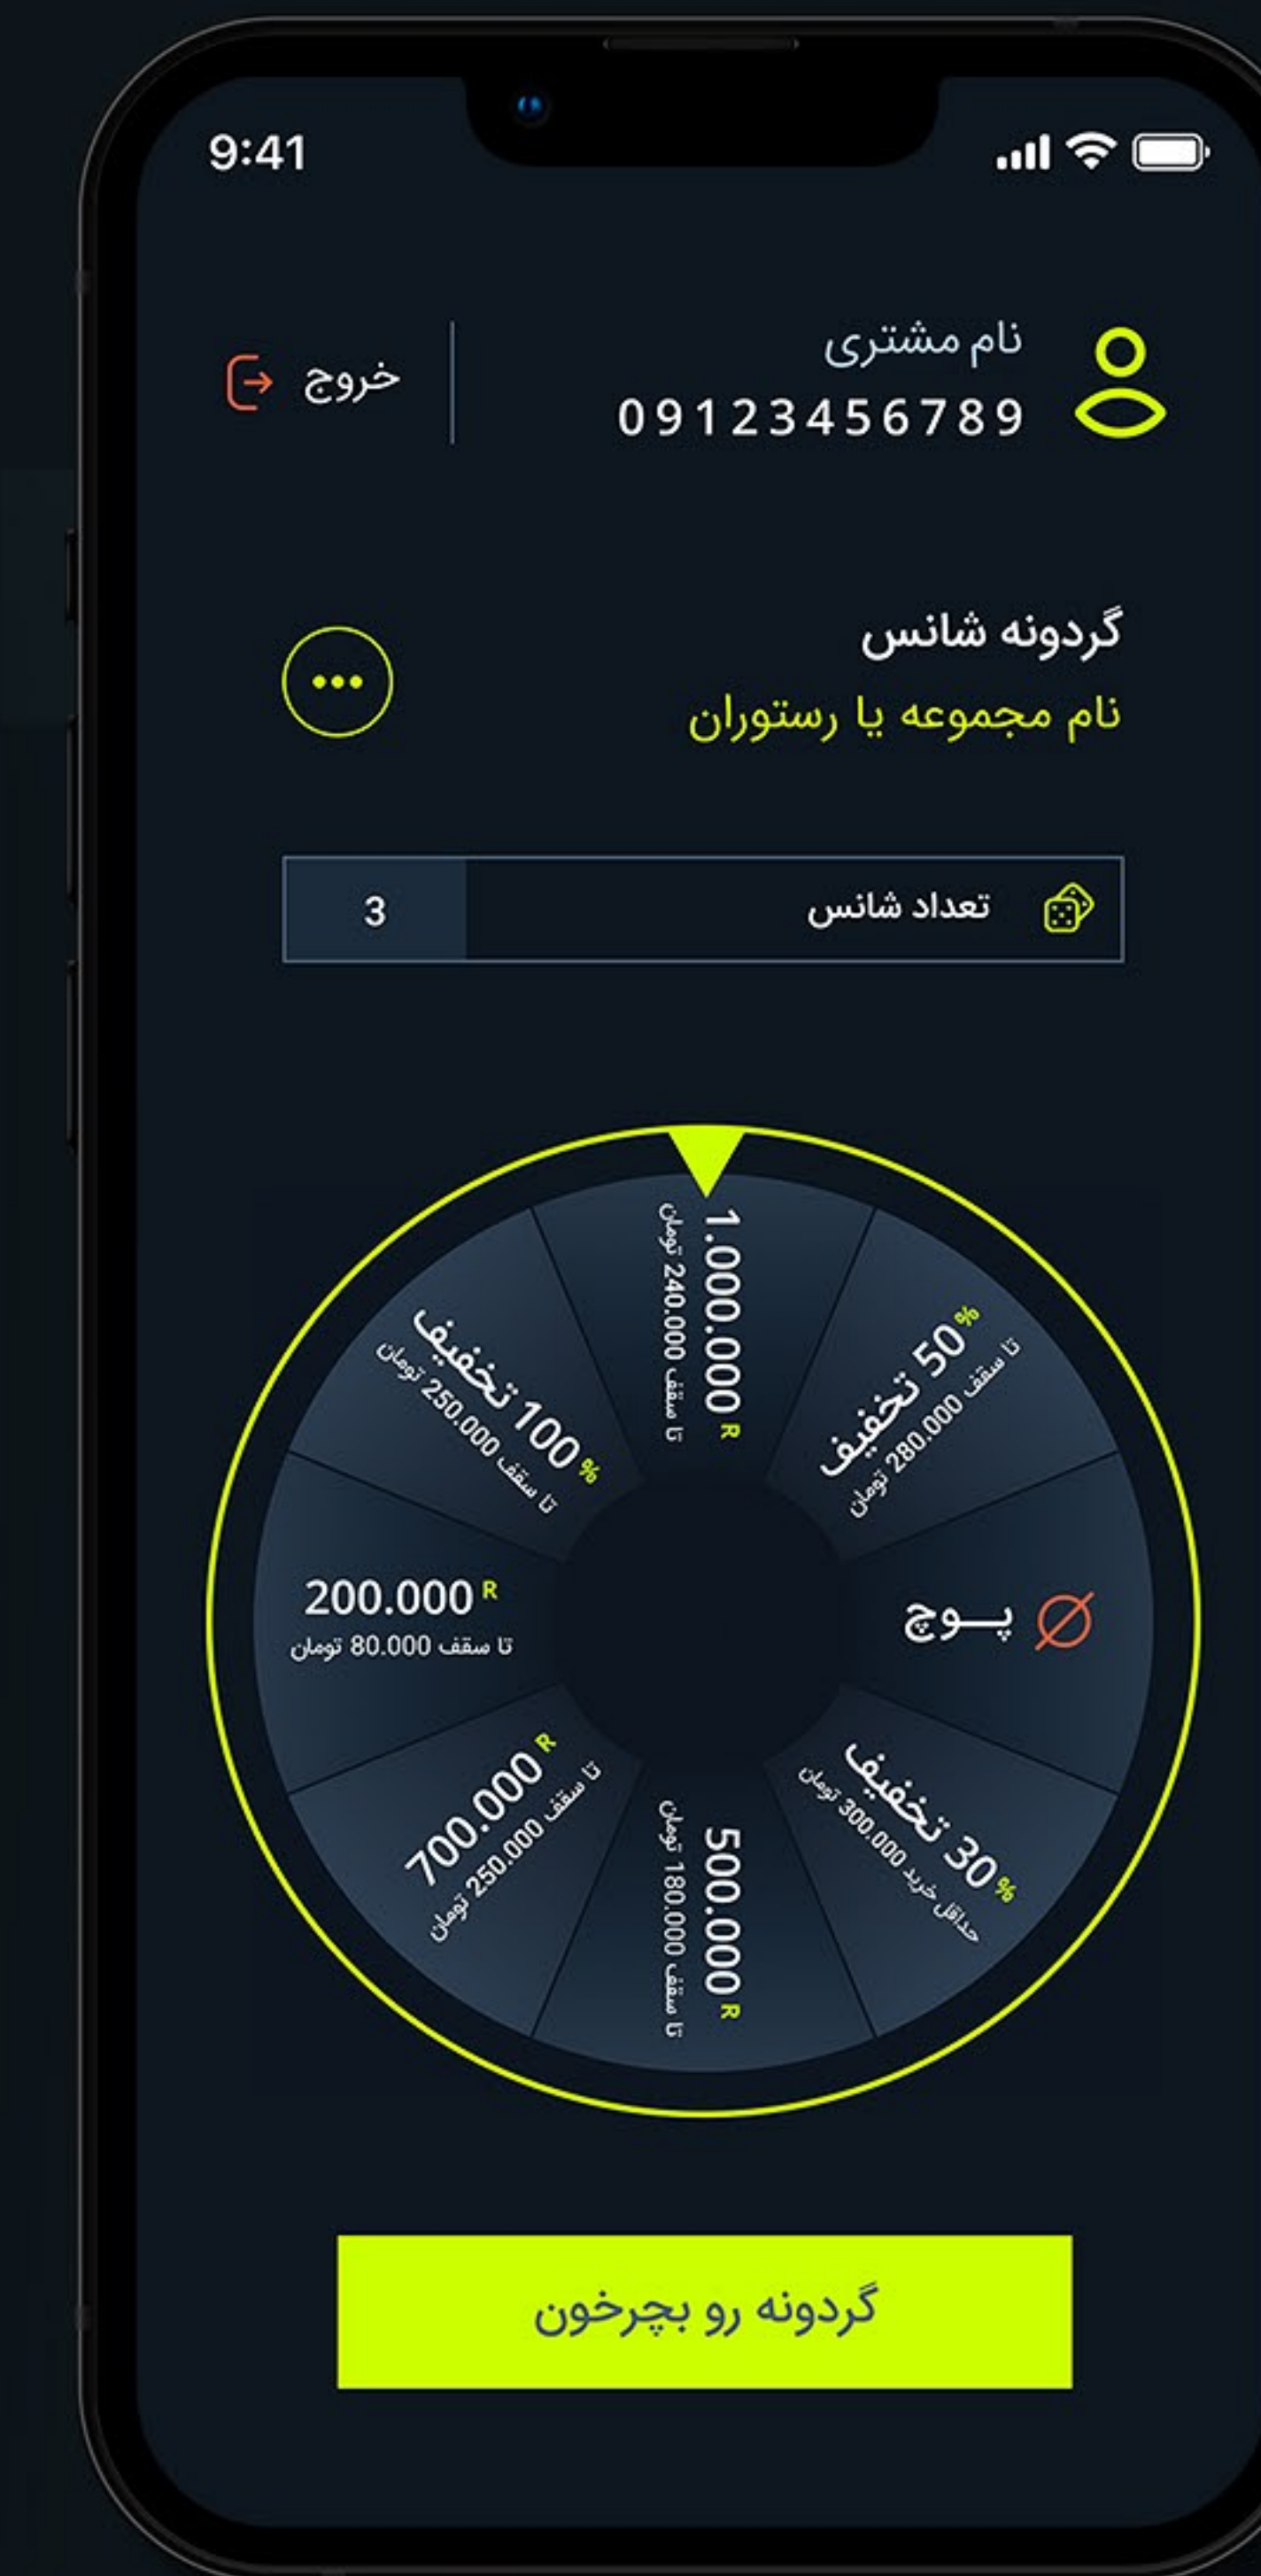 9:41
نام مشتری
09123456789
خروج
گردونه شانس
نام مجموعه یا رستوران
تعداد شانس
3
1.000.000 R
تا سقف 240.000 تومان
% 50 تخفیف
تا سقف 280.000 تومان
پــوچ
% 30 تخفیف
حداقل خرید 300.000 تومان
500.000 R
تا سقف 180.000 تومان
700.000 R
تا سقف 250.000 تومان
200.000 R
تا سقف 80.000 تومان
% 100 تخفیف
تا سقف 250.000 تومان
گردونه رو بچرخون